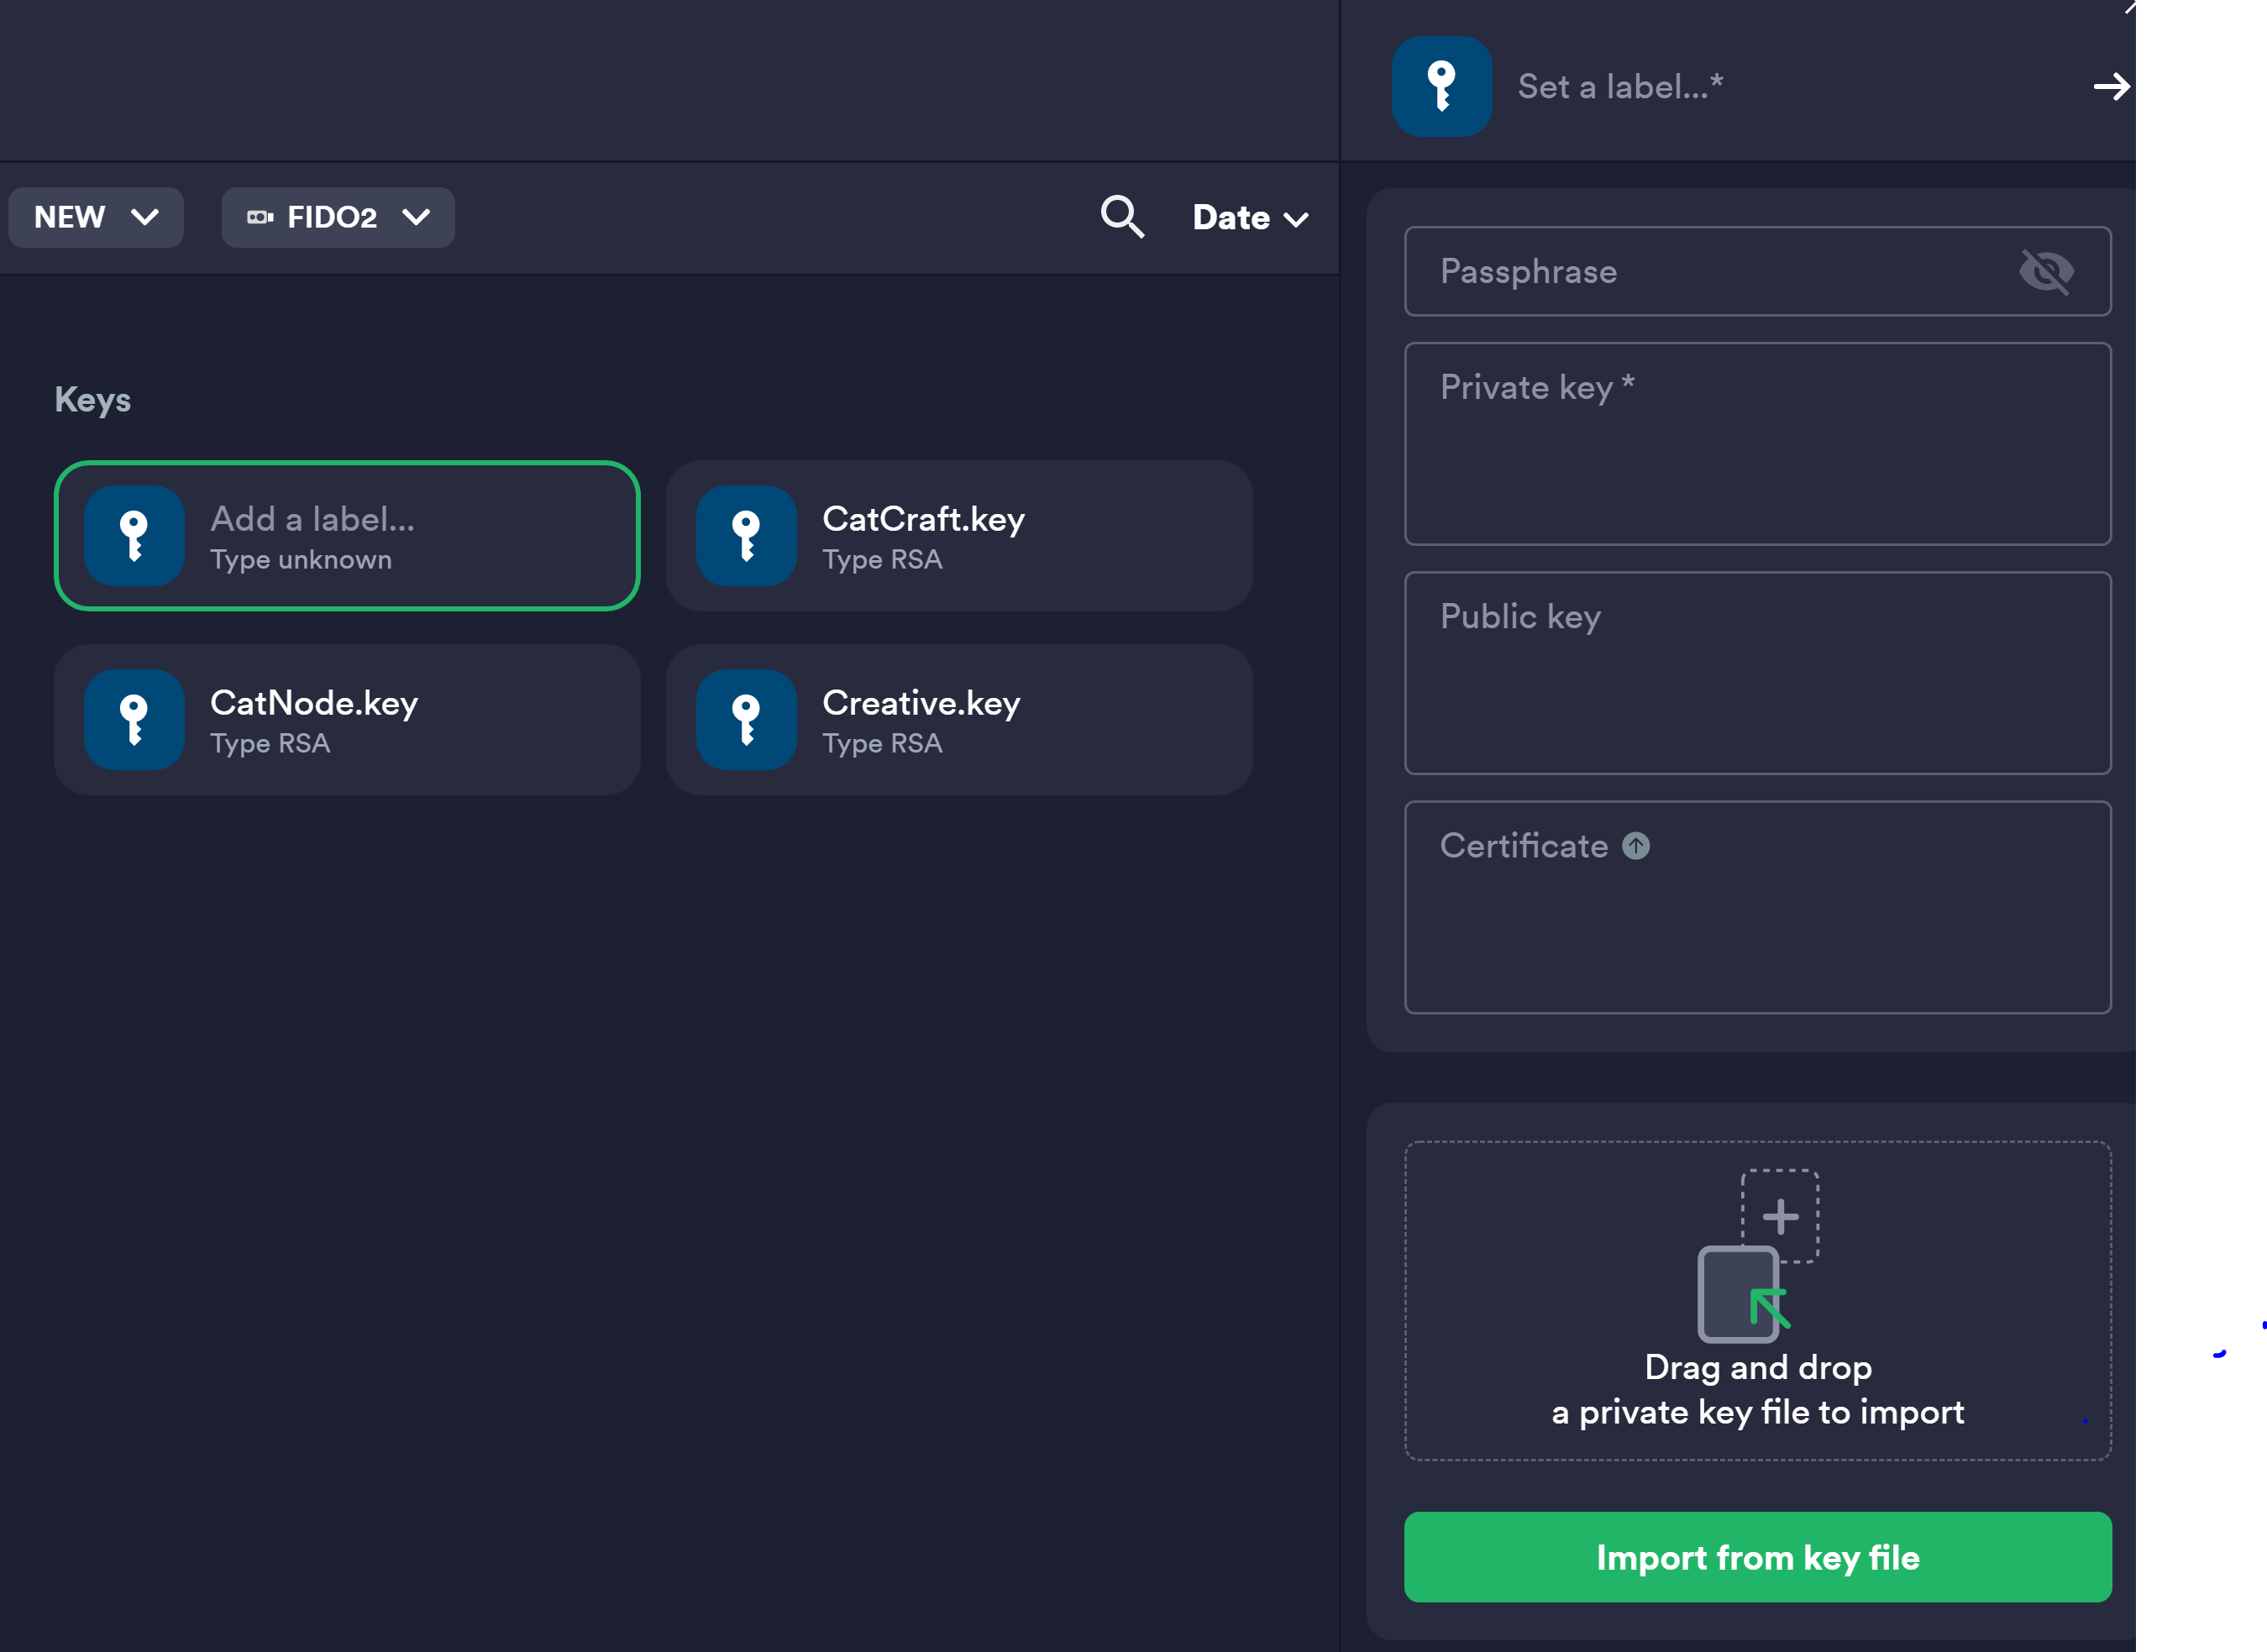 Set a label...*
NEW
FIDO2
Date
Keys
Add a label...
Type unknown
CatCraft.key
Type RSA
CatNode.key
Type RSA
Creative.key
Type RSA
Passphrase
Private key *
Public key
Certificate
Drag and drop
a private key file to import
Import from key file